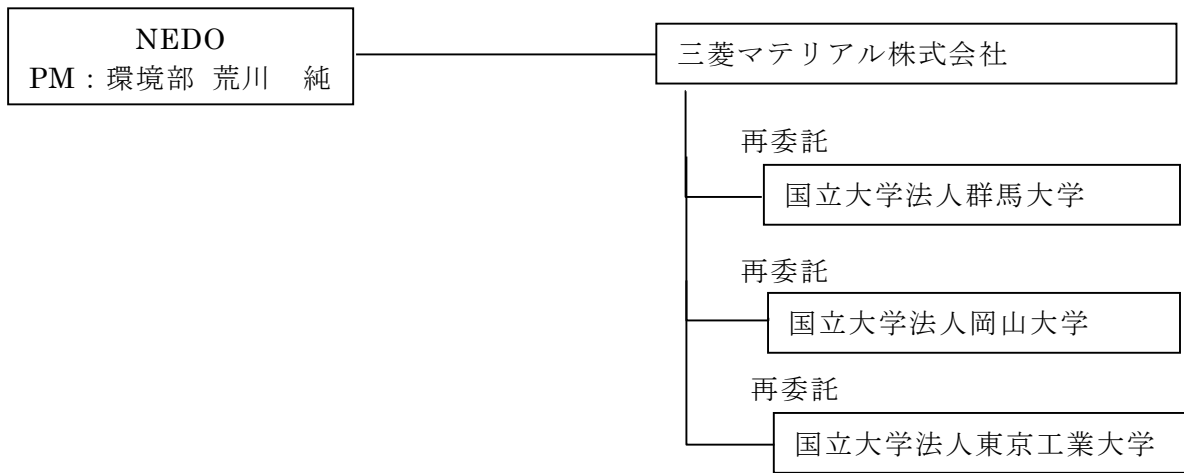 NEDO
PM：環境部 荒川　純
三菱マテリアル株式会社
再委託
国立大学法人群馬大学
再委託
国立大学法人岡山大学
再委託
国立大学法人東京工業大学